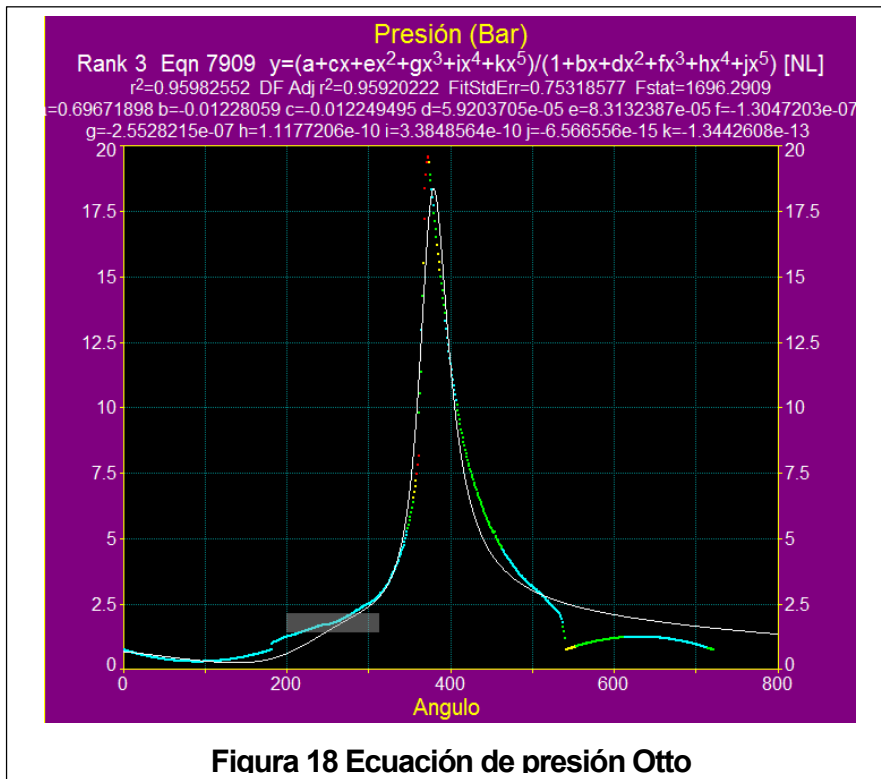 Presión (Bar)
Rank 3 Eqn 7909 y=(a+cx+ex²+gx³+ix⁴+kx⁵)/(1+bx+dx²+fx³+hx⁴+jx⁵) [NL]
r²=0.95982552 DF Adj r²=0.95920222 FitStdErr=0.75318577 Fstat=1696.2909
=0.69671898 b=-0.01228059 c=-0.012249495 d=5.9203705e-05 e=8.3132387e-05 f=-1.3047203e-07
g=-2.5528215e-07 h=1.1177206e-10 i=3.3848564e-10 j=-6.566556e-15 k=-1.3442608e-13
20 20
17.5 17.5
15 15
12.5 12.5
10 10
7.5 7.5
5 5
2.5 2.5
0 0
0 200 400 600 800
Angulo
Figura 18 Ecuación de presión Otto